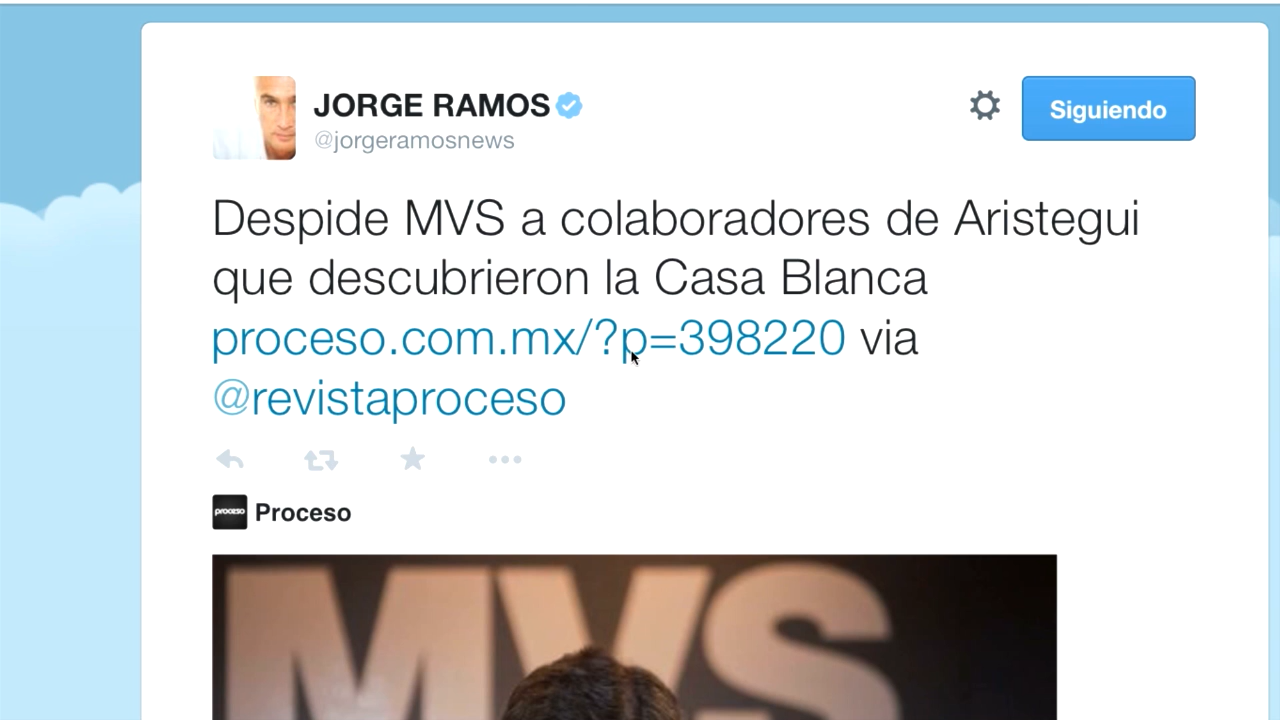 JORGE RAMOS
@jorgeramosnews
Siguiendo
Despide MVS a colaboradores de Aristegui
que descubrieron la Casa Blanca
proceso.com.mx/?p=398220 via
@revistaproceso
proceso Proceso
MVS